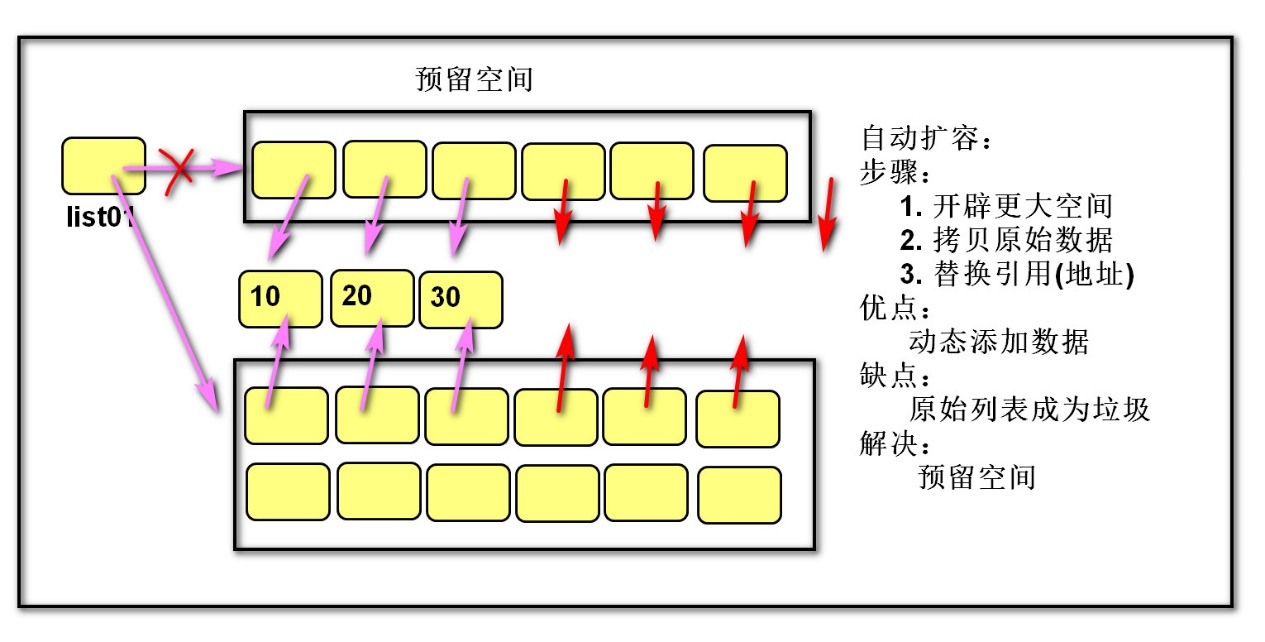 预留空间
list01
10
20
30
自动扩容：
步骤：
1. 开辟更大空间
2. 拷贝原始数据
3. 替换引用(地址)
优点：
动态添加数据
缺点：
原始列表成为垃圾
解决：
预留空间